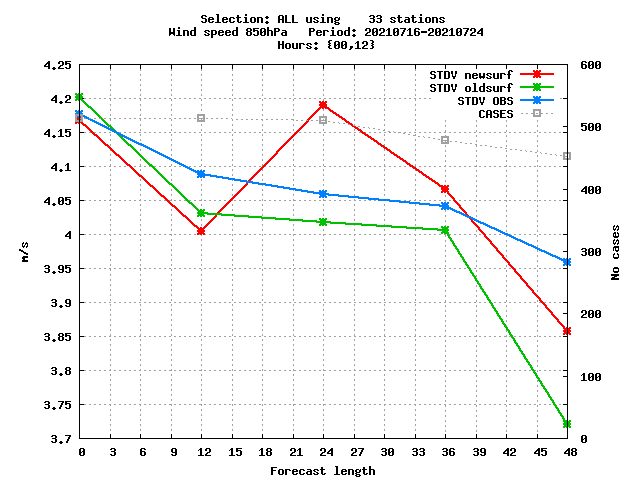 Selection: ALL using    33 stations
Wind speed 850hPa   Period: 20210716-20210724
Hours: {00,12}
STDV newsurf
STDV oldsurf
STDV OBS
CASES
4.25
4.2
4.15
4.1
4.05
4
3.95
3.9
3.85
3.8
3.75
3.7
m/s
600
500
400
300
200
100
0
No cases
0 3 6 9 12 15 18 21 24 27 30 33 36 39 42 45 48
Forecast length